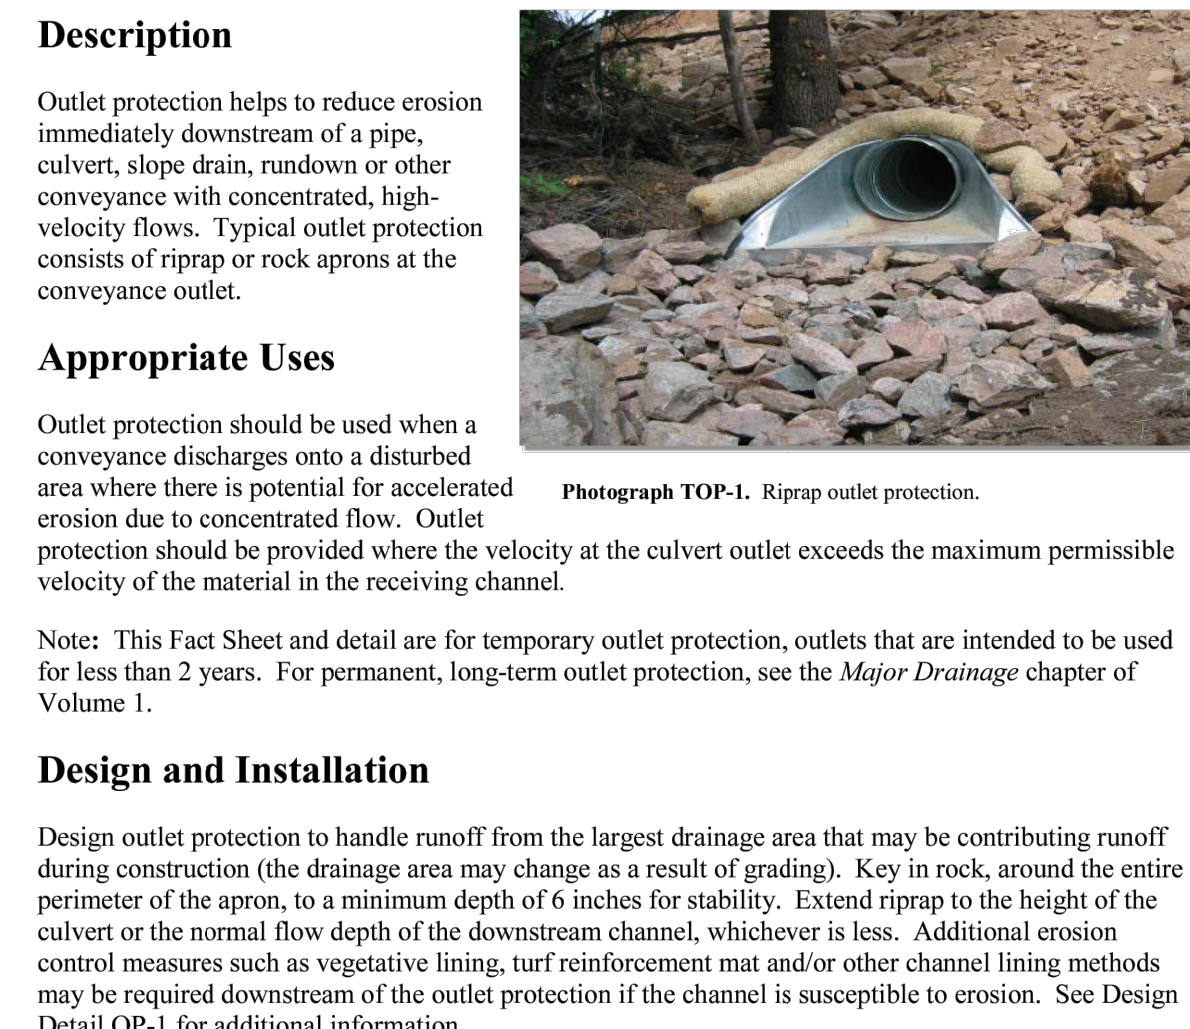 Description
Outlet protection helps to reduce erosion
immediately downstream of a pipe,
culvert, slope drain, rundown or other
conveyance with concentrated, high-
velocity flows.  Typical outlet protection
consists of riprap or rock aprons at the
conveyance outlet.
Appropriate Uses
Outlet protection should be used when a
conveyance discharges onto a disturbed
area where there is potential for accelerated
erosion due to concentrated flow.  Outlet
protection should be provided where the velocity at the culvert outlet exceeds the maximum permissible
velocity of the material in the receiving channel.
Photograph TOP-1.  Riprap outlet protection.
Note:  This Fact Sheet and detail are for temporary outlet protection, outlets that are intended to be used
for less than 2 years.  For permanent, long-term outlet protection, see the Major Drainage chapter of
Volume 1.
Design and Installation
Design outlet protection to handle runoff from the largest drainage area that may be contributing runoff
during construction (the drainage area may change as a result of grading).  Key in rock, around the entire
perimeter of the apron, to a minimum depth of 6 inches for stability.  Extend riprap to the height of the
culvert or the normal flow depth of the downstream channel, whichever is less.  Additional erosion
control measures such as vegetative lining, turf reinforcement mat and/or other channel lining methods
may be required downstream of the outlet protection if the channel is susceptible to erosion.  See Design
Detail OP-1 for additional information.